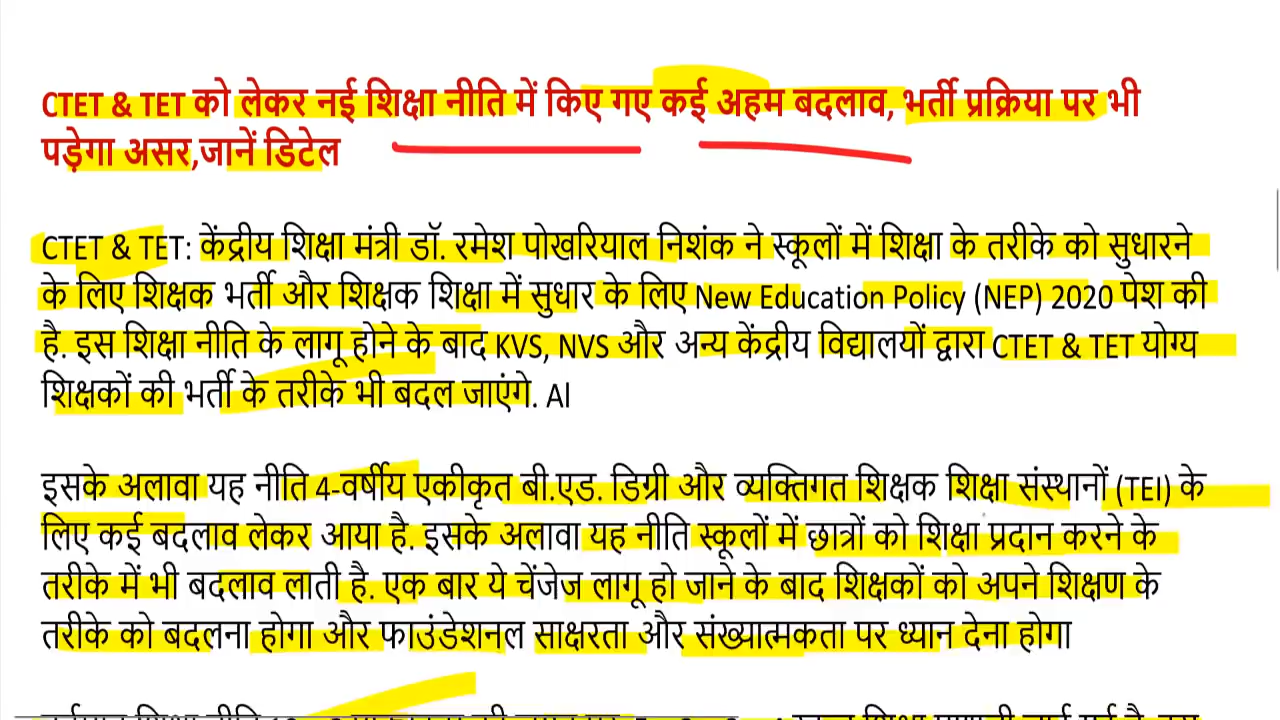 CTET & TET को लेकर नई शिक्षा नीति में किए गए कई अहम बदलाव, भर्ती प्रक्रिया पर भी
पड़ेगा असर,जानें डिटेल
CTET & TET: केंद्रीय शिक्षा मंत्री डॉ. रमेश पोखरियाल निशंक ने स्कूलों में शिक्षा के तरीके को सुधारने
के लिए शिक्षक भर्ती और शिक्षक शिक्षा में सुधार के लिए New Education Policy (NEP) 2020 पेश की
है. इस शिक्षा नीति के लागू होने के बाद KVS, NVS और अन्य केंद्रीय विद्यालयों द्वारा CTET & TET योग्य
शिक्षकों की भर्ती के तरीके भी बदल जाएंगे. AI
इसके अलावा यह नीति 4-वर्षीय एकीकृत बी.एड. डिग्री और व्यक्तिगत शिक्षक शिक्षा संस्थानों (TEI) के
लिए कई बदलाव लेकर आया है. इसके अलावा यह नीति स्कूलों में छात्रों को शिक्षा प्रदान करने के
तरीके में भी बदलाव लाती है. एक बार ये चेंजेज लागू हो जाने के बाद शिक्षकों को अपने शिक्षण के
तरीके को बदलना होगा और फाउंडेशनल साक्षरता और संख्यात्मकता पर ध्यान देना होगा